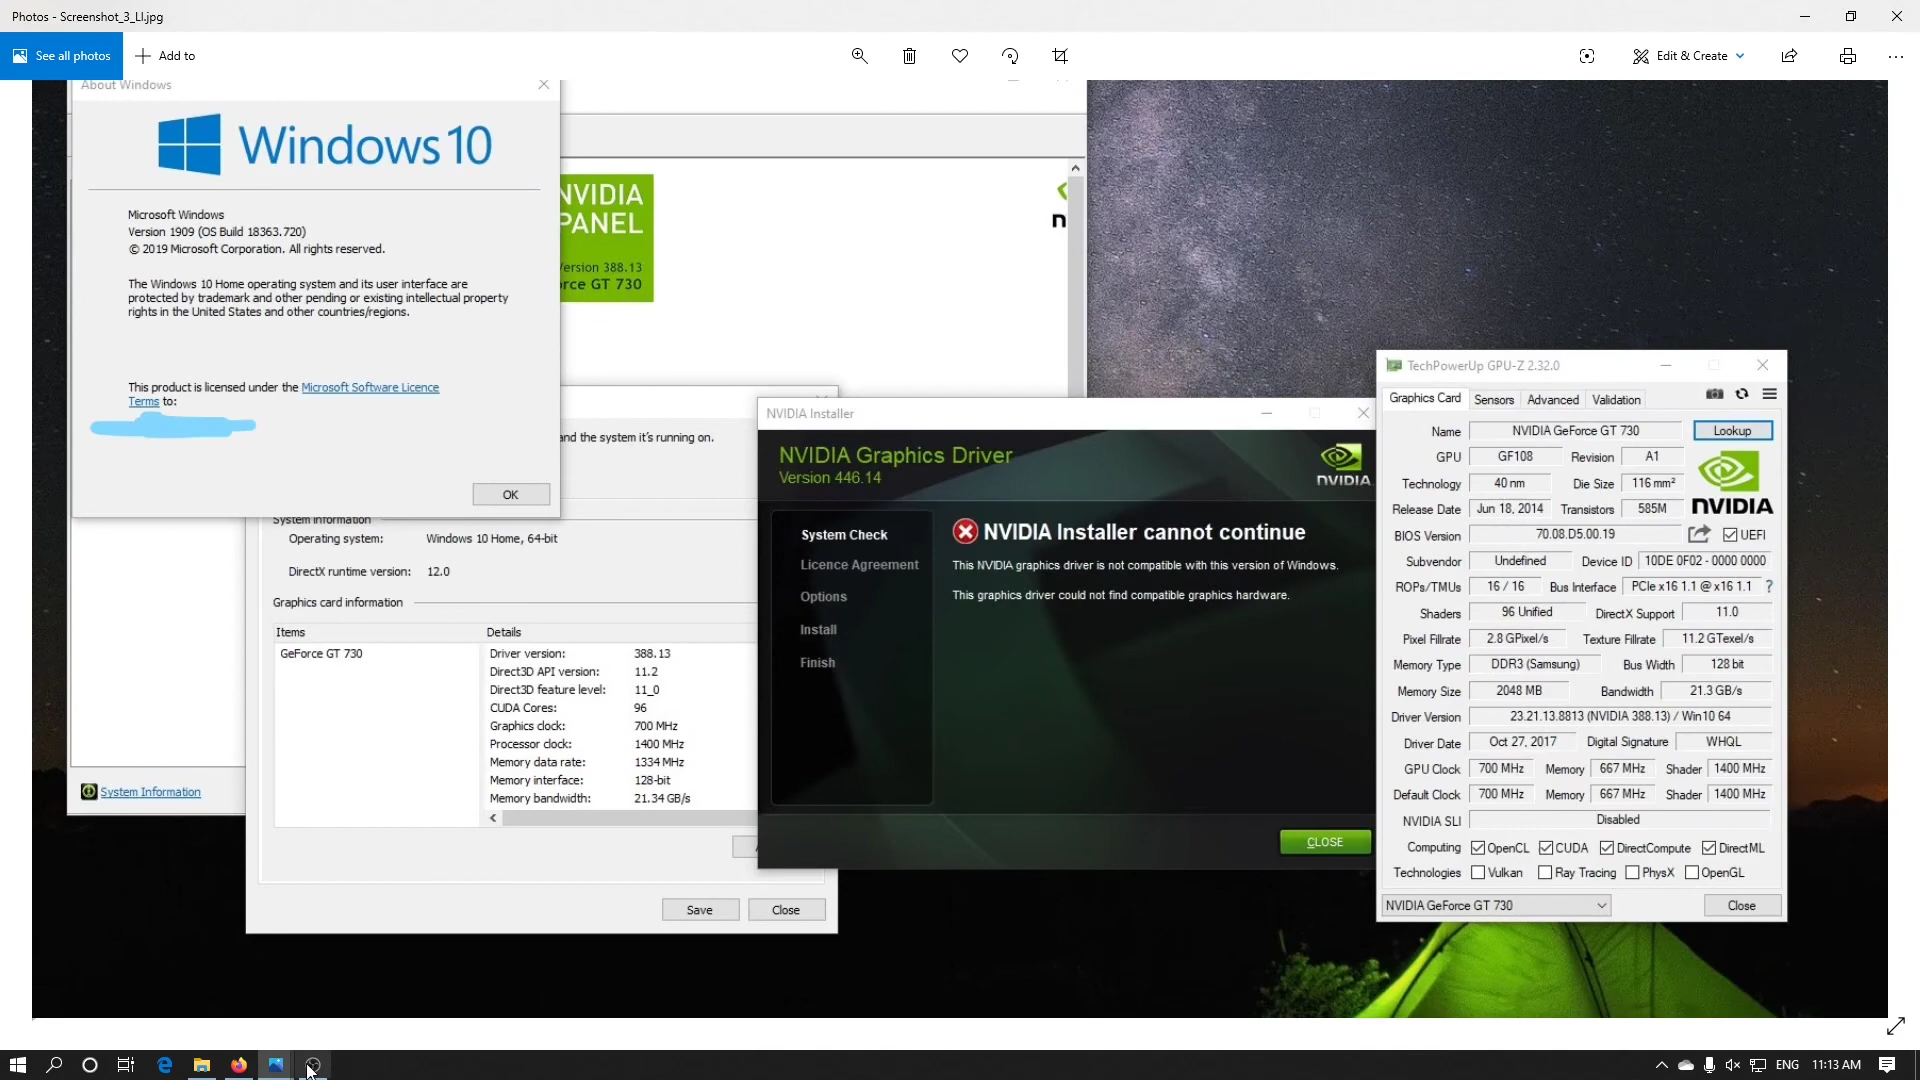 Photos - Screenshot_3_LI.jpg
See all photos
Add to
Edit & Create
About Windows
Windows 10
Microsoft Windows
Version 1909 (OS Build 18363.720)
© 2019 Microsoft Corporation. All rights reserved.
The Windows 10 Home operating system and its user interface are
protected by trademark and other pending or existing intellectual property
rights in the United States and other countries/regions.
This product is licensed under the Microsoft Software Licence
Terms to:
OK
NVIDIA
PANEL
Version 388.13
rce GT 730
n
and the system it's running on.
System information
Operating system: Windows 10 Home, 64-bit
DirectX runtime version: 12.0
Graphics card information
Items Details
GeForce GT 730
Driver version: 388.13
Direct3D API version: 11.2
Direct3D feature level: 11_0
CUDA Cores: 96
Graphics clock: 700 MHz
Processor clock: 1400 MHz
Memory data rate: 1334 MHz
Memory interface: 128-bit
Memory bandwidth: 21.34 GB/s
System Information
Save Close
NVIDIA Installer
NVIDIA Graphics Driver
Version 446.14
NVIDIA
System Check
Licence Agreement
Options
Install
Finish
NVIDIA Installer cannot continue
This NVIDIA graphics driver is not compatible with this version of Windows.
This graphics driver could not find compatible graphics hardware.
CLOSE
TechPowerUp GPU-Z 2.32.0
Graphics Card Sensors Advanced Validation
Name NVIDIA GeForce GT 730 Lookup
GPU GF108 Revision A1
Technology 40 nm Die Size 116 mm²
NVIDIA
Release Date Jun 18, 2014 Transistors 585M
BIOS Version 70.08.D5.00.19 UEFI
Subvendor Undefined Device ID 10DE 0F02 - 0000 0000
ROPs/TMUs 16 / 16 Bus Interface PCIe x16 1.1 @ x16 1.1 ?
Shaders 96 Unified DirectX Support 11.0
Pixel Fillrate 2.8 GPixel/s Texture Fillrate 11.2 GTexel/s
Memory Type DDR3 (Samsung) Bus Width 128 bit
Memory Size 2048 MB Bandwidth 21.3 GB/s
Driver Version 23.21.13.8813 (NVIDIA 388.13) / Win10 64
Driver Date Oct 27, 2017 Digital Signature WHQL
GPU Clock 700 MHz Memory 667 MHz Shader 1400 MHz
Default Clock 700 MHz Memory 667 MHz Shader 1400 MHz
NVIDIA SLI Disabled
Computing OpenCL CUDA DirectCompute DirectML
Technologies Vulkan Ray Tracing PhysX OpenGL
NVIDIA GeForce GT 730 Close
ENG 11:13 AM